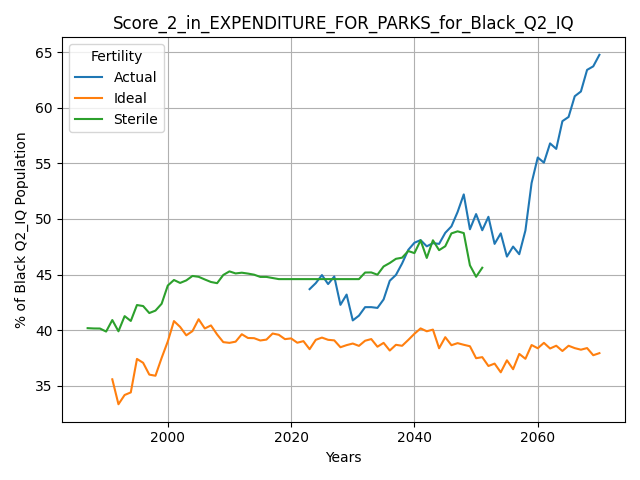 Score_2_in_EXPENDITURE_FOR_PARKS_for_Black_Q2_IQ
Fertility
Actual
Ideal
Sterile
% of Black Q2_IQ Population
65
60
55
50
45
40
35
2000
2020
2040
2060
Years